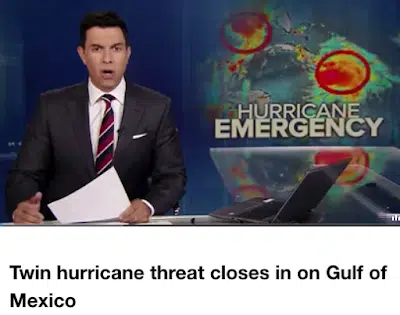 HURRICANE
EMERGENCY
Twin hurricane threat closes in on Gulf of
Mexico